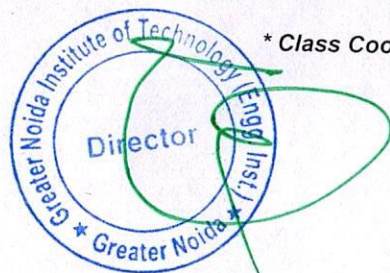 * Class Coo
Greater Noida Institute of Technology (Engg. Inst.)
Director
★ Greater Noida ★